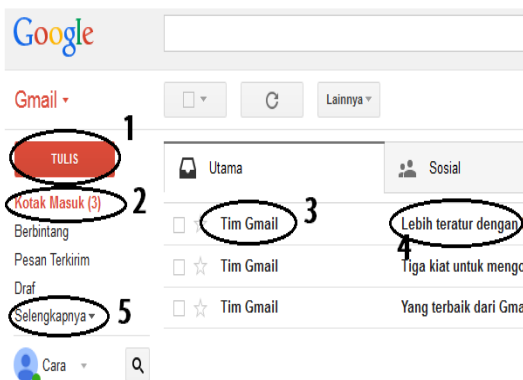 Google
Gmail
Lainnya
1
TULIS
Utama
Sosial
Kotak Masuk (3)
2
Tim Gmail
3
Lebih teratur dengan
4
Berbintang
Pesan Terkirim
Tim Gmail
Tiga kiat untuk mengo
Draf
Selengkapnya
5
Tim Gmail
Yang terbaik dari Gma
Cara